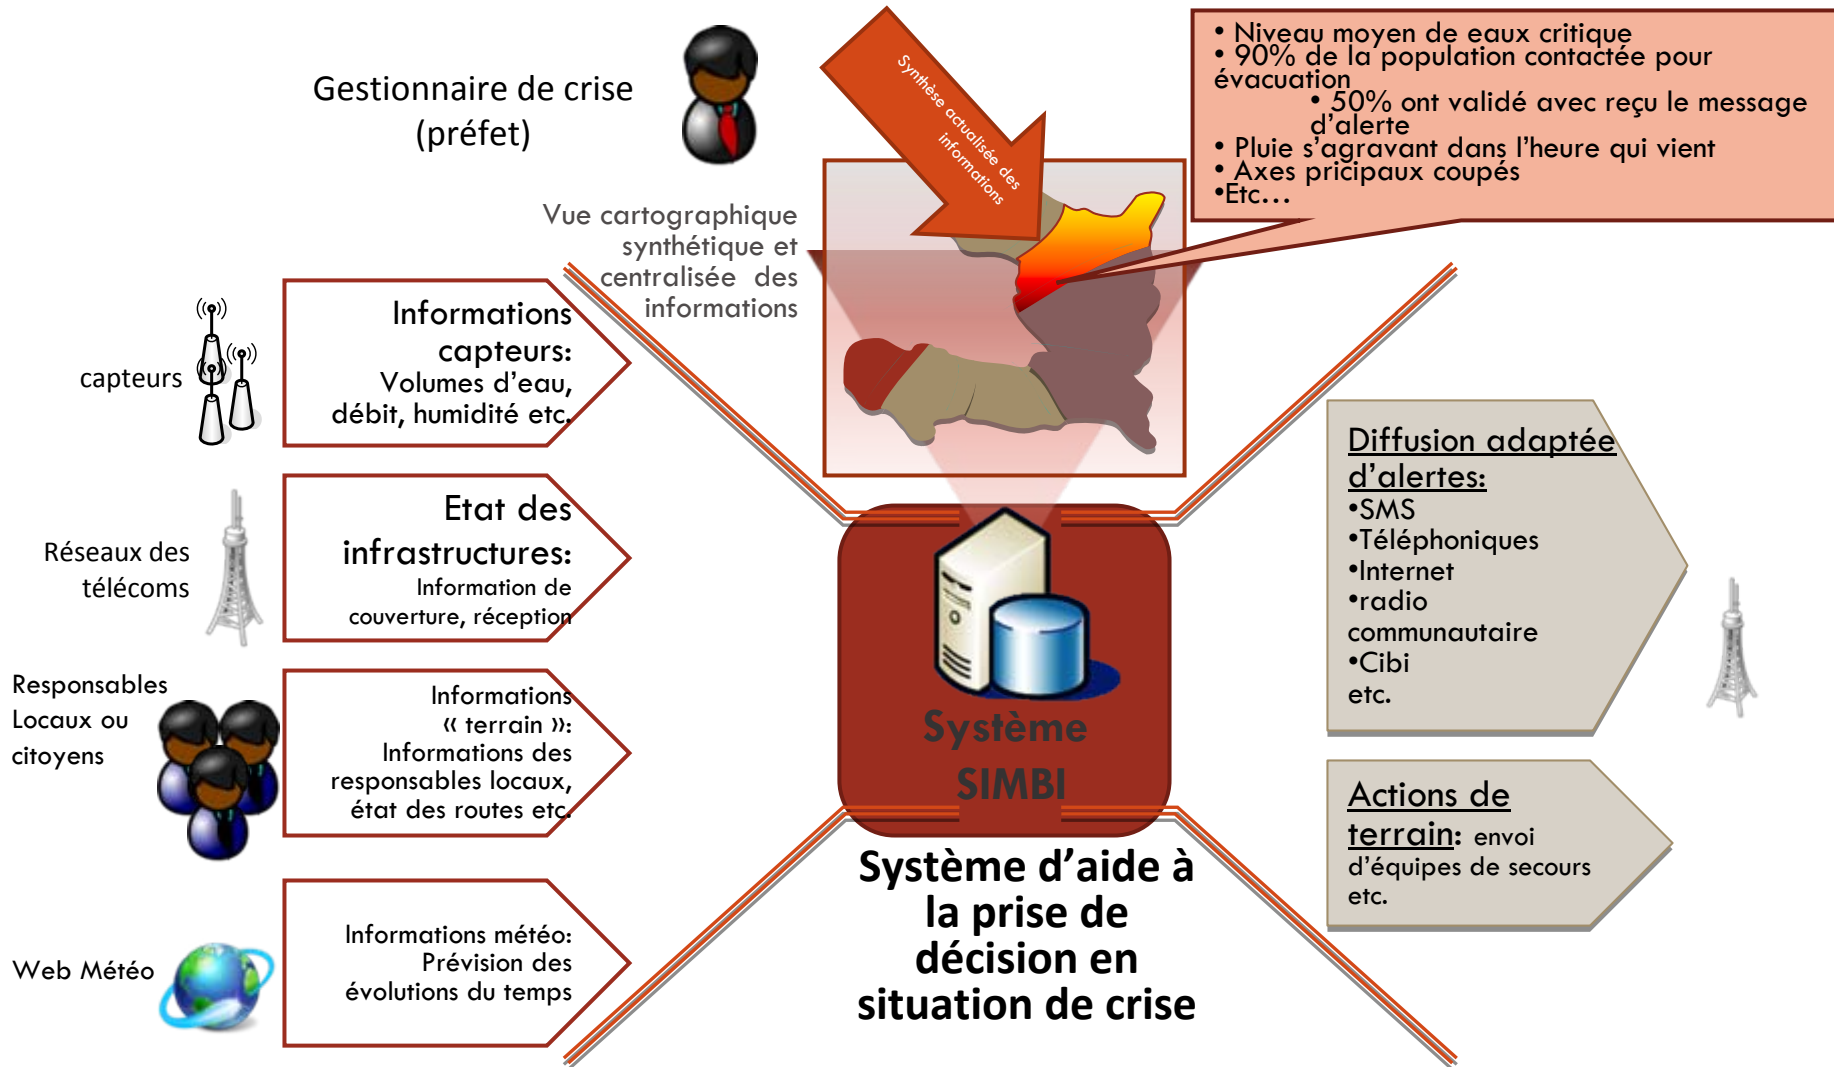 Gestionnaire de crise
(préfet)
Synthèse actualisée des
informations
• Niveau moyen de eaux critique
• 90% de la population contactée pour
évacuation
• 50% ont validé avec reçu le message
d'alerte
• Pluie s'agravant dans l'heure qui vient
• Axes pricipaux coupés
•Etc...
Vue cartographique
synthétique et
centralisée des
informations
capteurs
Informations
capteurs:
Volumes d'eau,
débit, humidité etc.
Réseaux des
télécoms
Etat des
infrastructures:
Information de
couverture, réception
Responsables
Locaux ou
citoyens
Informations
« terrain »:
Informations des
responsables locaux,
état des routes etc.
Web Météo
Informations météo:
Prévision des
évolutions du temps
Système
SIMBI
Système d'aide à
la prise de
décision en
situation de crise
Diffusion adaptée
d'alertes:
•SMS
•Téléphoniques
•Internet
•radio
communautaire
•Cibi
etc.
Actions de
terrain: envoi
d'équipes de secours
etc.